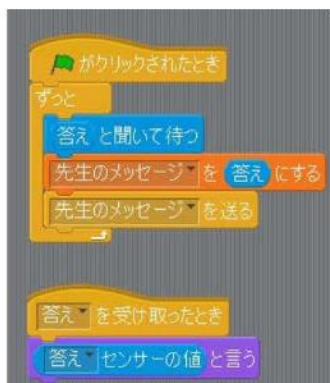 がクリックされたとき
ずっと
答え と聞いて待つ
先生のメッセージ を 答え にする
先生のメッセージ を送る
答え を受け取ったとき
答え センサーの値 と言う